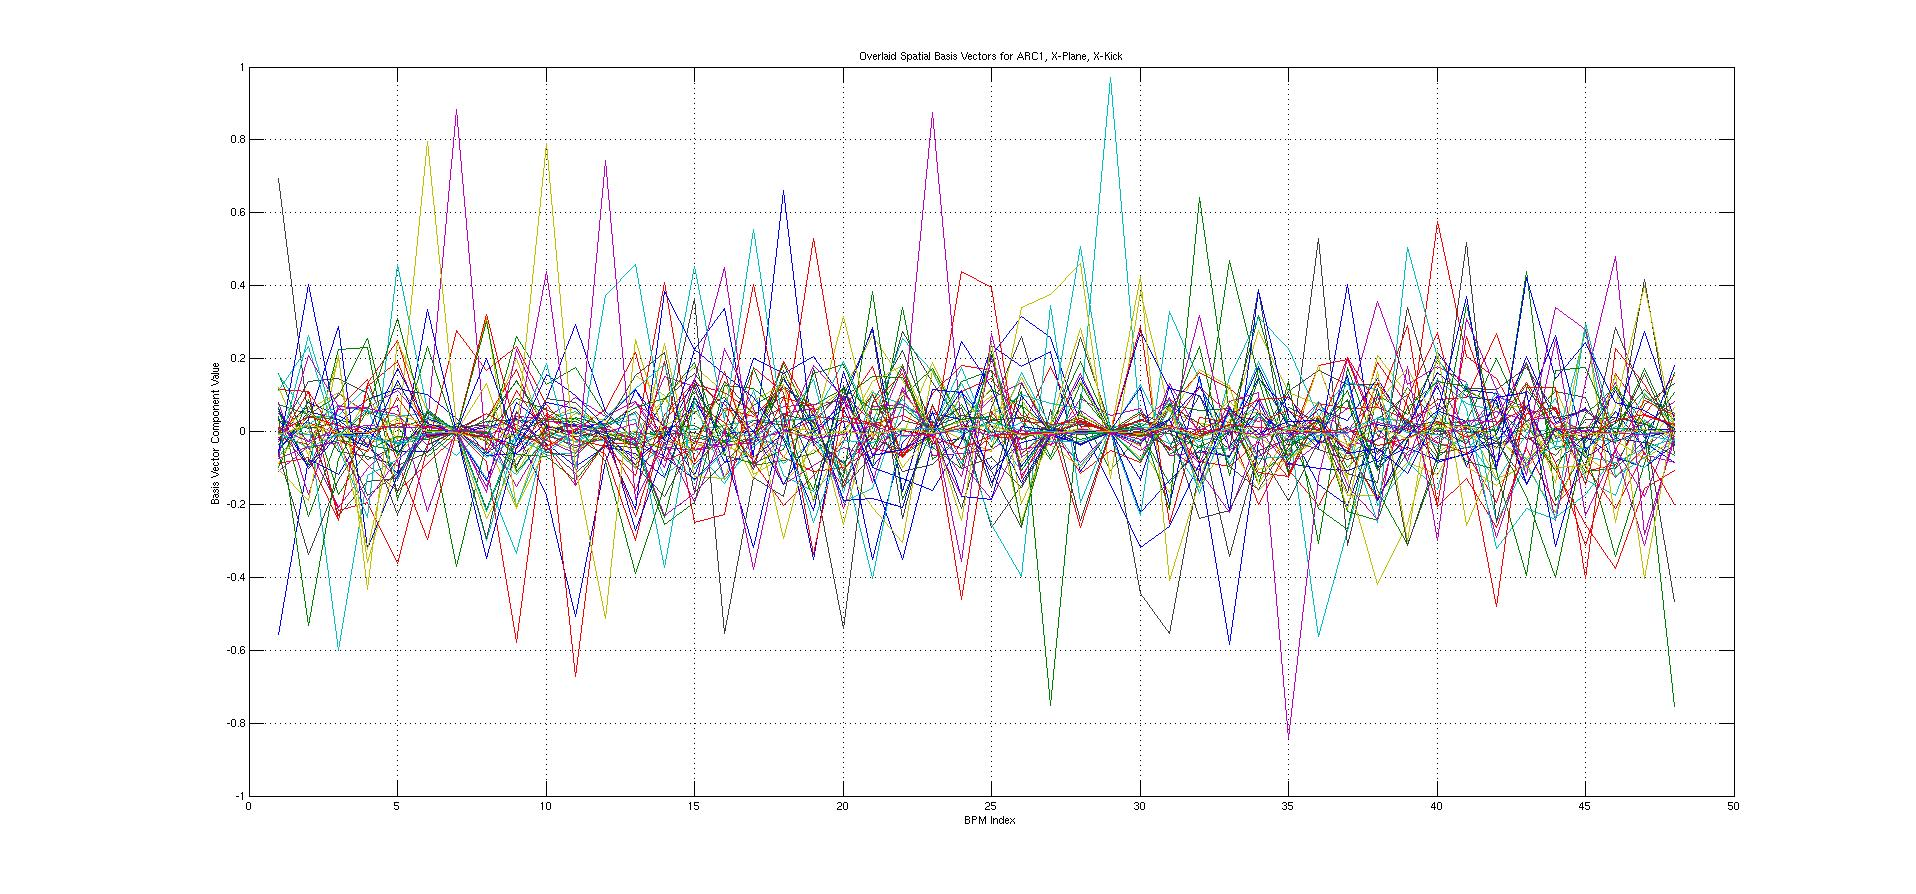 Overlaid Spatial Basis Vectors for ARC1, X-Plane, X-Kick
1
0.8
0.6
0.4
0.2
0
-0.2
-0.4
-0.6
-0.8
-1
Basis Vector Component Value
0 5 10 15 20 25 30 35 40 45 50
BPM Index